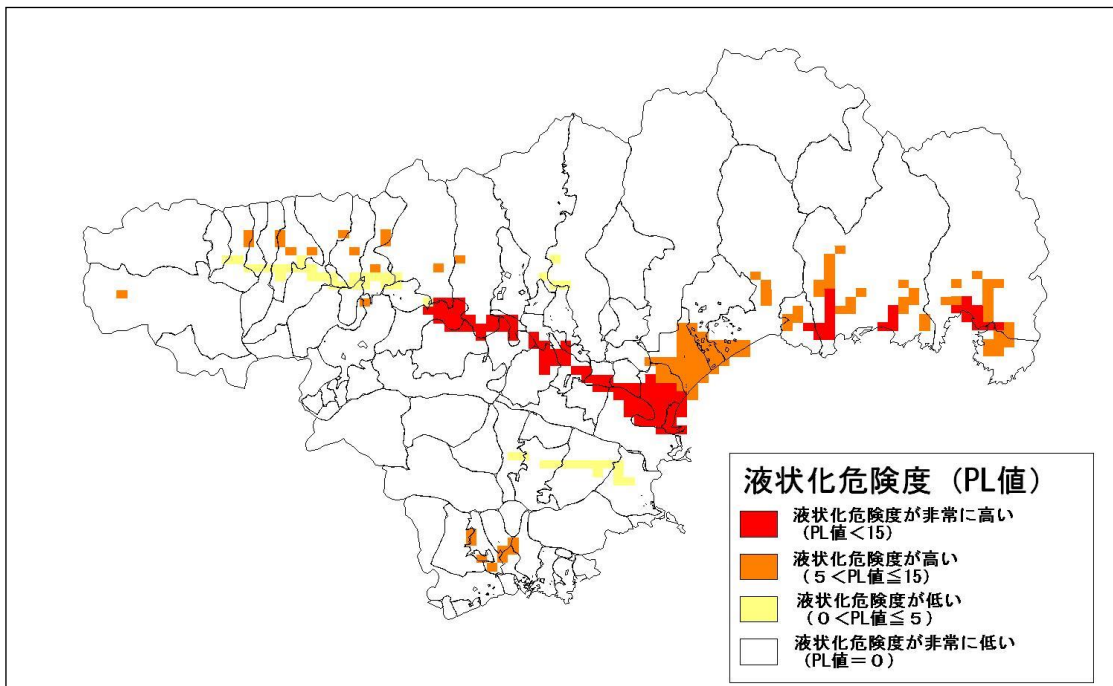 液状化危険度 (PL値)
液状化危険度が非常に高い
(PL値<15)
液状化危険度が高い
(5<PL値≦15)
液状化危険度が低い
(0<PL値≦5)
液状化危険度が非常に低い
(PL値=0)